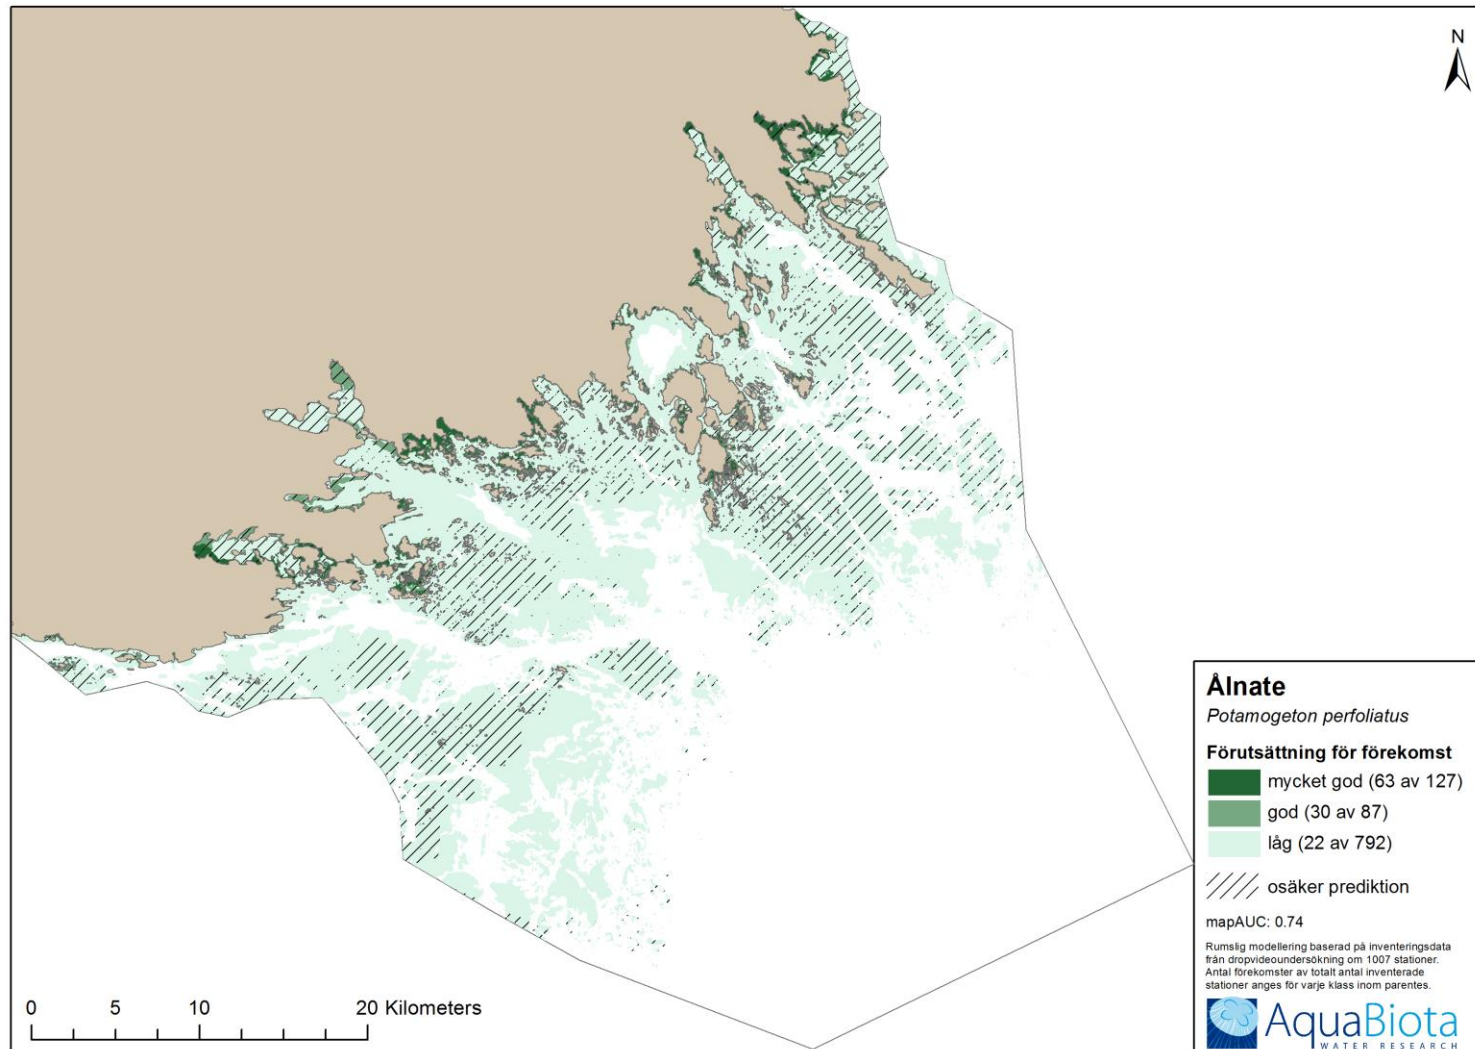 N
Ålnate
Potamogeton perfoliatus
Förutsättning för förekomst
mycket god (63 av 127)
god (30 av 87)
låg (22 av 792)
osäker prediktion
mapAUC: 0.74
Rumslig modellering baserad på inventeringsdata
från dropvideoundersökning om 1007 stationer.
Antal förekomster av totalt antal inventerade
stationer anges för varje klass inom parentes.
AquaBiota
WATER RESEARCH
0 5 10 20 Kilometers